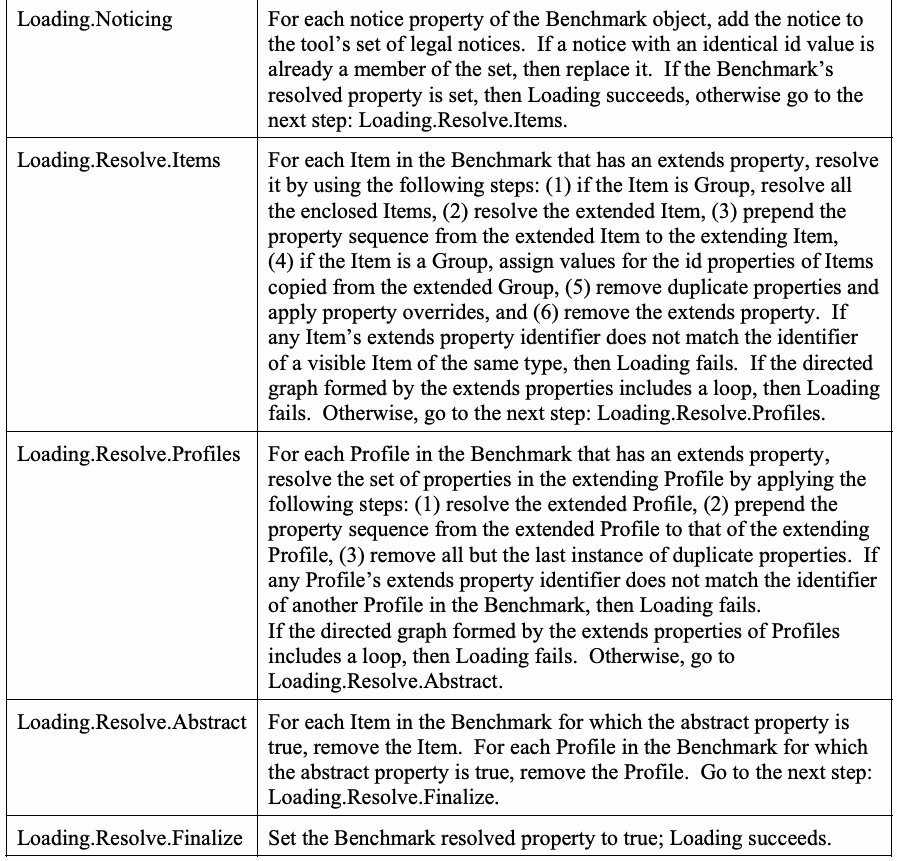 Loading.Noticing
For each notice property of the Benchmark object, add the notice to
the tool’s set of legal notices.  If a notice with an identical id value is
already a member of the set, then replace it.  If the Benchmark’s
resolved property is set, then Loading succeeds, otherwise go to the
next step: Loading.Resolve.Items.
Loading.Resolve.Items
For each Item in the Benchmark that has an extends property, resolve
it by using the following steps: (1) if the Item is Group, resolve all
the enclosed Items, (2) resolve the extended Item, (3) prepend the
property sequence from the extended Item to the extending Item,
(4) if the Item is a Group, assign values for the id properties of Items
copied from the extended Group, (5) remove duplicate properties and
apply property overrides, and (6) remove the extends property.  If
any Item’s extends property identifier does not match the identifier
of a visible Item of the same type, then Loading fails.  If the directed
graph formed by the extends properties includes a loop, then Loading
fails.  Otherwise, go to the next step: Loading.Resolve.Profiles.
Loading.Resolve.Profiles
For each Profile in the Benchmark that has an extends property,
resolve the set of properties in the extending Profile by applying the
following steps: (1) resolve the extended Profile, (2) prepend the
property sequence from the extended Profile to that of the extending
Profile, (3) remove all but the last instance of duplicate properties.  If
any Profile’s extends property identifier does not match the identifier
of another Profile in the Benchmark, then Loading fails.
If the directed graph formed by the extends properties of Profiles
includes a loop, then Loading fails.  Otherwise, go to
Loading.Resolve.Abstract.
Loading.Resolve.Abstract
For each Item in the Benchmark for which the abstract property is
true, remove the Item.  For each Profile in the Benchmark for which
the abstract property is true, remove the Profile.  Go to the next step:
Loading.Resolve.Finalize.
Loading.Resolve.Finalize
Set the Benchmark resolved property to true; Loading succeeds.